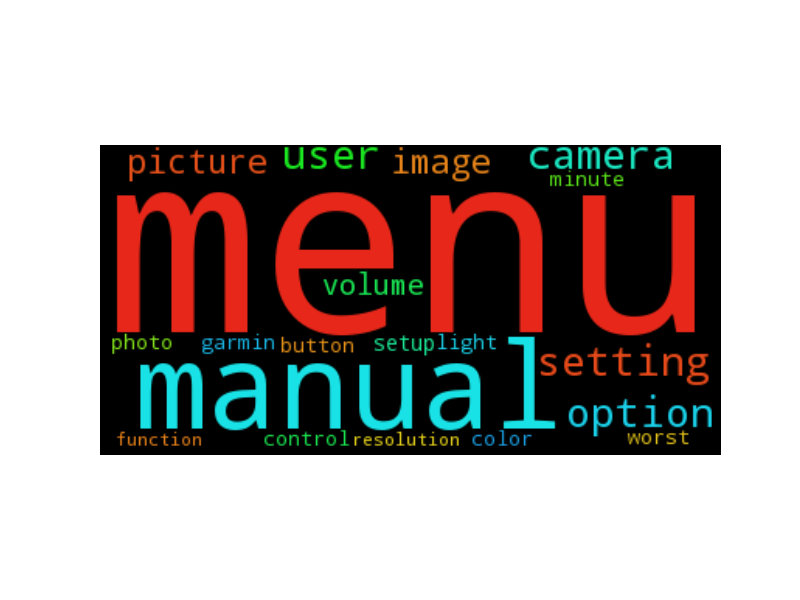 picture user image camera
minute
menu
volume
photo garmin button setup light
manual setting
option
function control resolution color worst